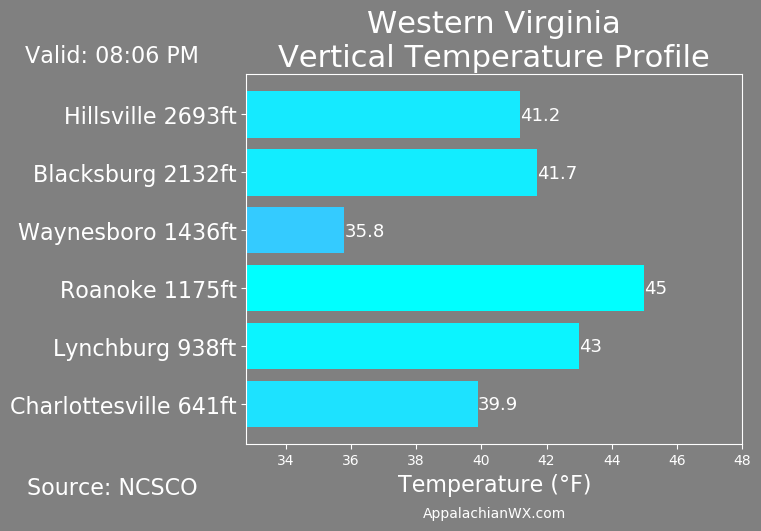 Western Virginia
Vertical Temperature Profile
Valid: 08:06 PM
Hillsville 2693ft
41.2
Blacksburg 2132ft
41.7
Waynesboro 1436ft
35.8
Roanoke 1175ft
45
Lynchburg 938ft
43
Charlottesville 641ft
39.9
34 36 38 40 42 44 46 48
Temperature (°F)
Source: NCSCO
AppalachianWX.com